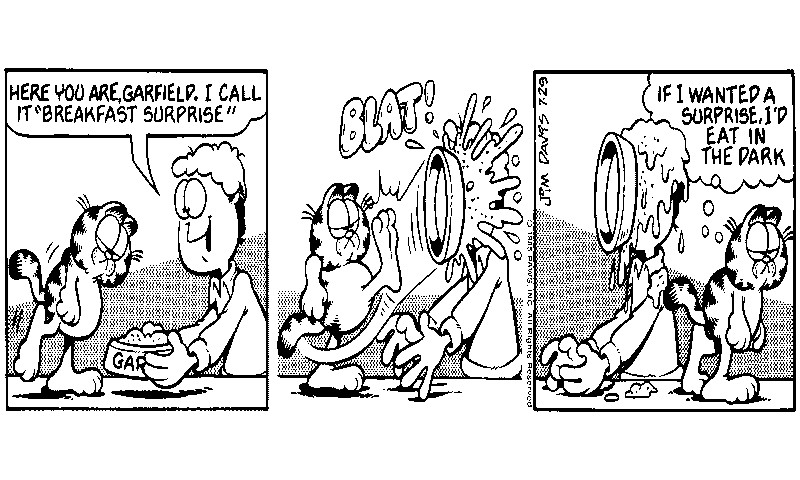 HERE YOU ARE, GARFIELD. I CALL
IT "BREAKFAST SURPRISE"
GAR
BLAT!
JIM DAVIS 7·29
IF I WANTED A
SURPRISE, I'D
EAT IN
THE DARK